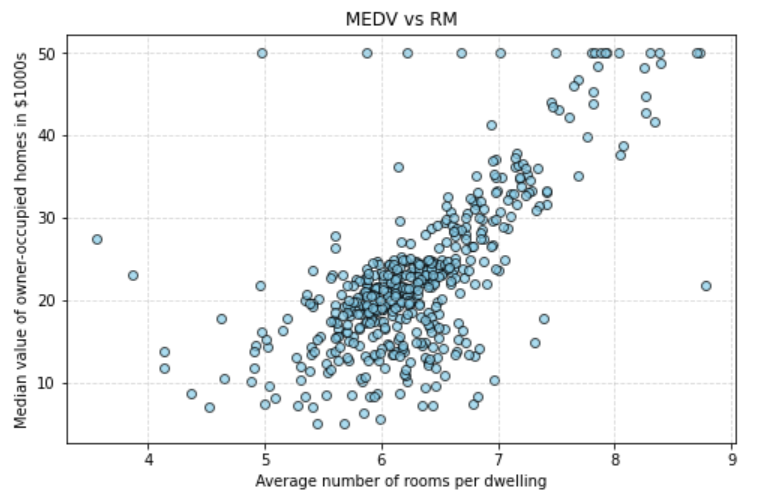 MEDV vs RM
Median value of owner-occupied homes in $1000s
50
40
30
20
10
4 5 6 7 8 9
Average number of rooms per dwelling